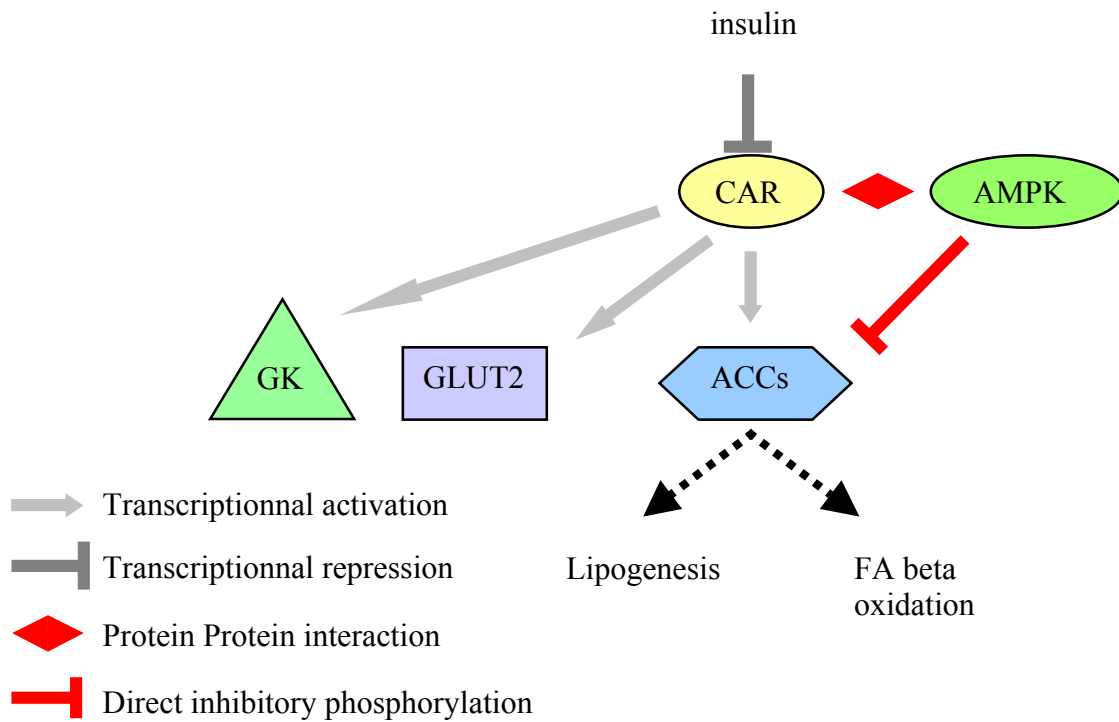 insulin
CAR
AMPK
GK
GLUT2
ACCs
Transcriptionnal activation
Transcriptionnal repression
Lipogenesis
FA beta
oxidation
Protein Protein interaction
Direct inhibitory phosphorylation